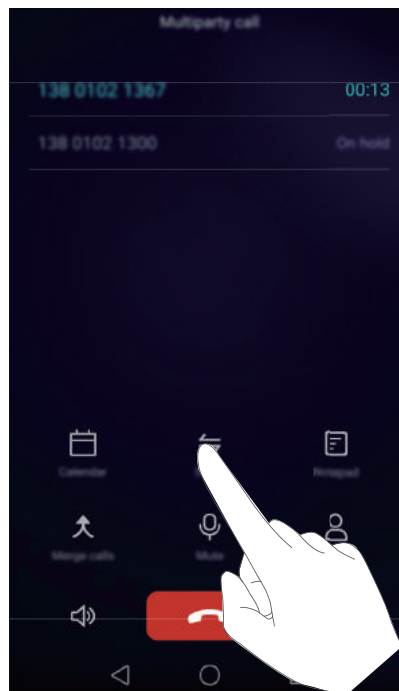 Multiparty call
138 0102 1367 00:13
138 0102 1300 On hold
Calendar Notepad
Merge calls Mute